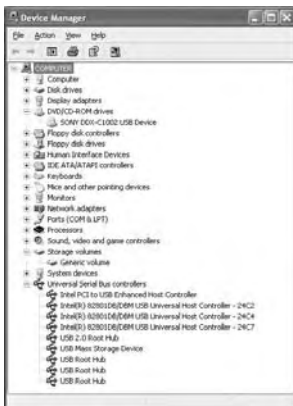 Device Manager
File Action View Help
COMPUTER
Computer
Disk drives
Display adapters
DVD/CD-ROM drives
SONY DDX-C1002 USB Device
Floppy disk controllers
Floppy disk drives
Human Interface Devices
IDE ATA/ATAPI controllers
Keyboards
Mice and other pointing devices
Monitors
Network adapters
Ports (COM & LPT)
Processors
Sound, video and game controllers
Storage volumes
Generic volume
System devices
Universal Serial Bus controllers
Intel PCI to USB Enhanced Host Controller
Intel(R) 82801DB/DBM USB Universal Host Controller - 24C2
Intel(R) 82801DB/DBM USB Universal Host Controller - 24C4
Intel(R) 82801DB/DBM USB Universal Host Controller - 24C7
USB 2.0 Root Hub
USB Mass Storage Device
USB Root Hub
USB Root Hub
USB Root Hub